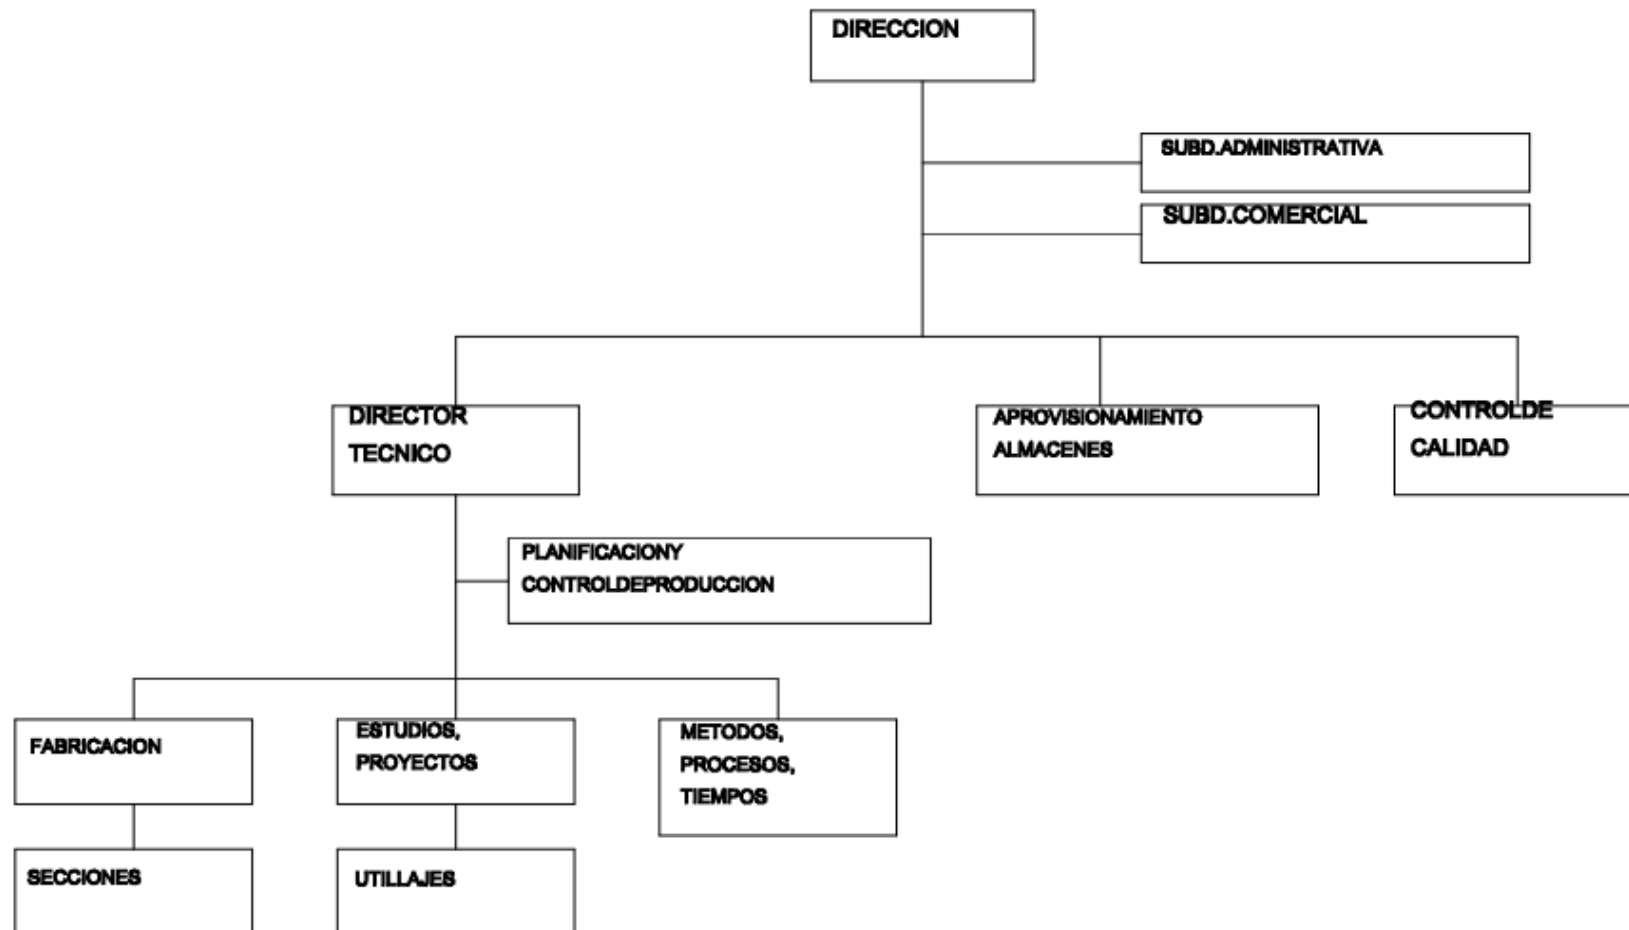 DIRECCION
SUBD.ADMINISTRATIVA
SUBD.COMERCIAL
DIRECTOR
TECNICO
APROVISIONAMIENTO
ALMACENES
CONTROLDE
CALIDAD
PLANIFICACIONY
CONTROLDEPRODUCCION
FABRICACION
ESTUDIOS,
PROYECTOS
METODOS,
PROCESOS,
TIEMPOS
SECCIONES
UTILLAJES